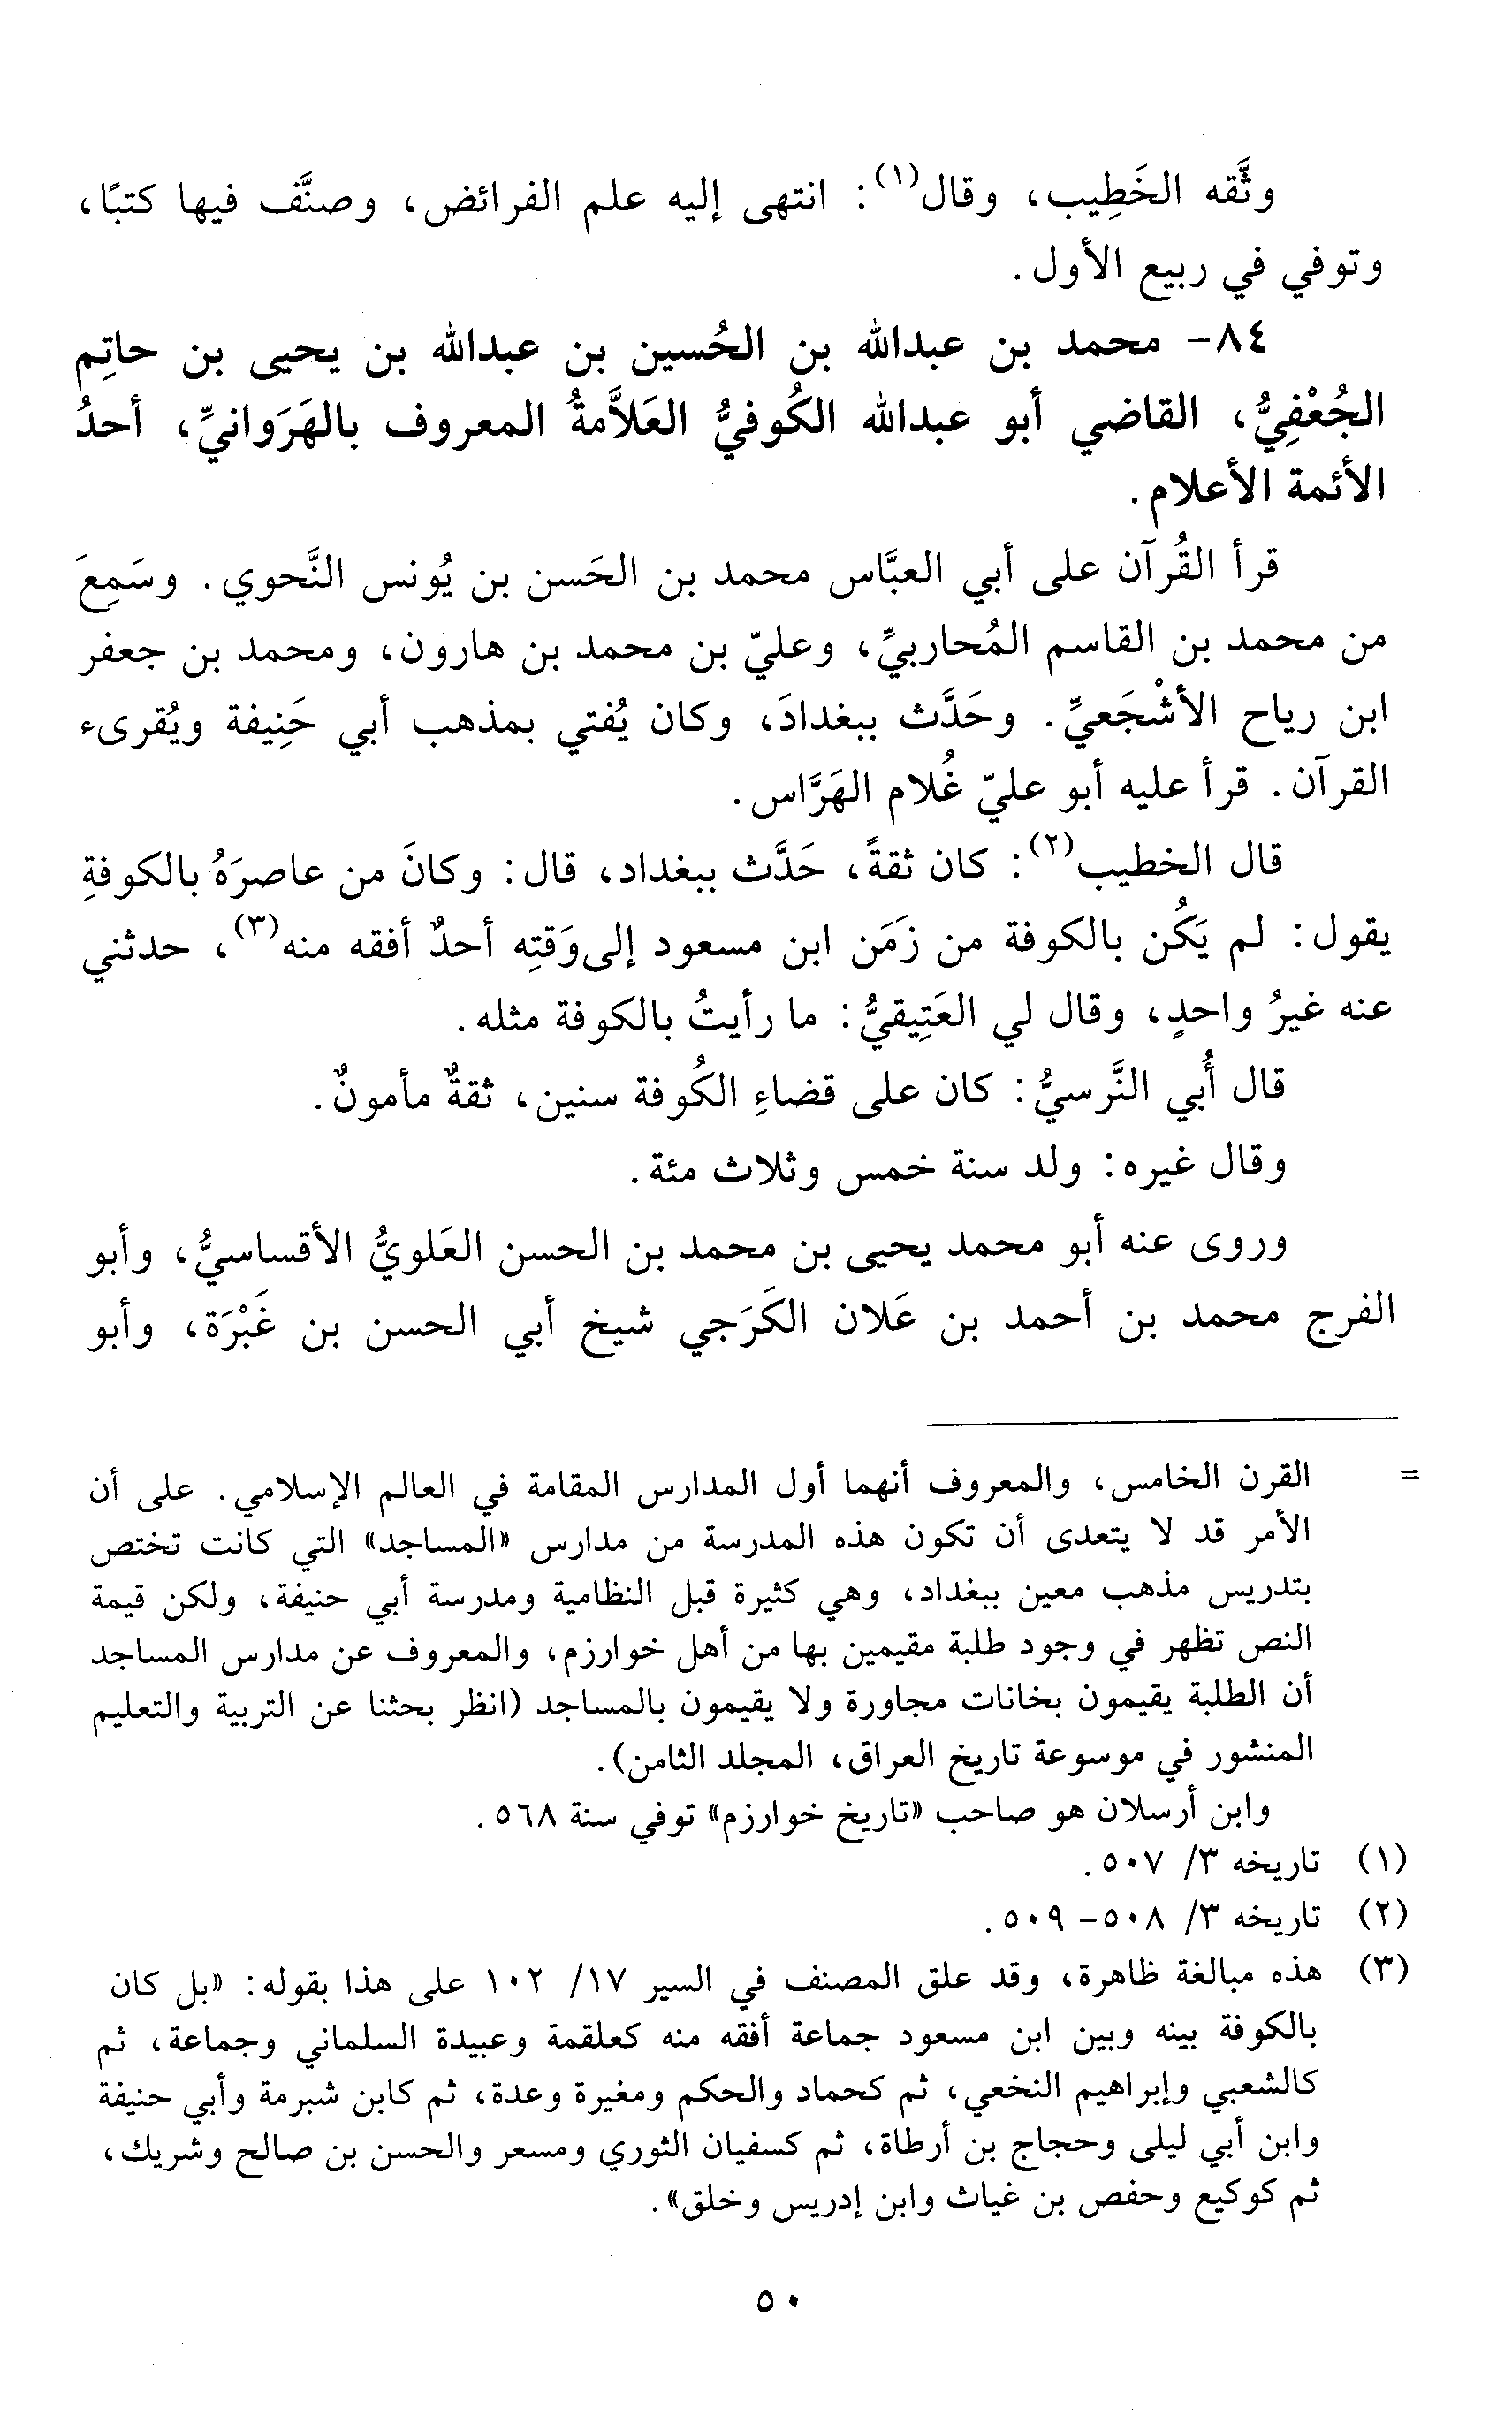 وثَّقه الخَطِيب، وقال(١): انتهى إليه علم الفرائض، وصنَّف فيها كتبًا،
وتوفي في ربيع الأول.
٨٤- محمد بن عبدالله بن الحُسين بن عبدالله بن يحيى بن حاتِم
الجُعْفِيُّ، القاضي أبو عبدالله الكُوفيُّ العَلاَّمةُ المعروف بالهَرَوانيِّ، أحدُ
الأئمة الأعلام.
قرأ القُرآن على أبي العبَّاس محمد بن الحَسن بن يُونس النَّحوي. وسَمِعَ
من محمد بن القاسم المُحاربيِّ، وعليّ بن محمد بن هارون، ومحمد بن جعفر
ابن رياح الأشْجَعيِّ. وحَدَّث ببغدادَ، وكان يُفتي بمذهب أبي حَنِيفة ويُقرىء
القرآن. قرأ عليه أبو عليّ غُلام الهَرَّاس.
قال الخطيب(٢): كان ثقةً، حَدَّث ببغداد، قال: وكانَ من عاصرَهُ بالكوفةِ
يقول: لم يَكُن بالكوفة من زَمَن ابن مسعود إلى وَقتِه أحدٌ أفقه منه(٣)، حدثني
عنه غيرُ واحدٍ، وقال لي العَتِيقيُّ: ما رأيتُ بالكوفة مثله.
قال أُبي النَّرسيُّ: كان على قضاءِ الكُوفة سنين، ثقةٌ مأمونٌ.
وقال غيره: ولد سنة خمس وثلاث مئة.
وروى عنه أبو محمد يحيى بن محمد بن الحسن العَلويُّ الأقساسيُّ، وأبو
الفرج محمد بن أحمد بن عَلان الكَرَجي شيخ أبي الحسن بن غَبْرَة، وأبو
= القرن الخامس، والمعروف أنهما أول المدارس المقامة في العالم الإسلامي. على أن
الأمر قد لا يتعدى أن تكون هذه المدرسة من مدارس «المساجد» التي كانت تختص
بتدريس مذهب معين ببغداد، وهي كثيرة قبل النظامية ومدرسة أبي حنيفة، ولكن قيمة
النص تظهر في وجود طلبة مقيمين بها من أهل خوارزم، والمعروف عن مدارس المساجد
أن الطلبة يقيمون بخانات مجاورة ولا يقيمون بالمساجد (انظر بحثنا عن التربية والتعليم
المنشور في موسوعة تاريخ العراق، المجلد الثامن).
وابن أرسلان هو صاحب «تاريخ خوارزم» توفي سنة ٥٦٨.
(١) تاريخه ٣/ ٥٠٧.
(٢) تاريخه ٣/ ٥٠٨- ٥٠٩.
(٣) هذه مبالغة ظاهرة، وقد علق المصنف في السير ١٧/ ١٠٢ على هذا بقوله: «بل كان
بالكوفة بينه وبين ابن مسعود جماعة أفقه منه كعلقمة وعبيدة السلماني وجماعة، ثم
كالشعبي وإبراهيم النخعي، ثم كحماد والحكم ومغيرة وعدة، ثم كابن شبرمة وأبي حنيفة
وابن أبي ليلى وحجاج بن أرطاة، ثم كسفيان الثوري ومسعر والحسن بن صالح وشريك،
ثم كوكيع وحفص بن غياث وابن إدريس وخلق».
٥٠